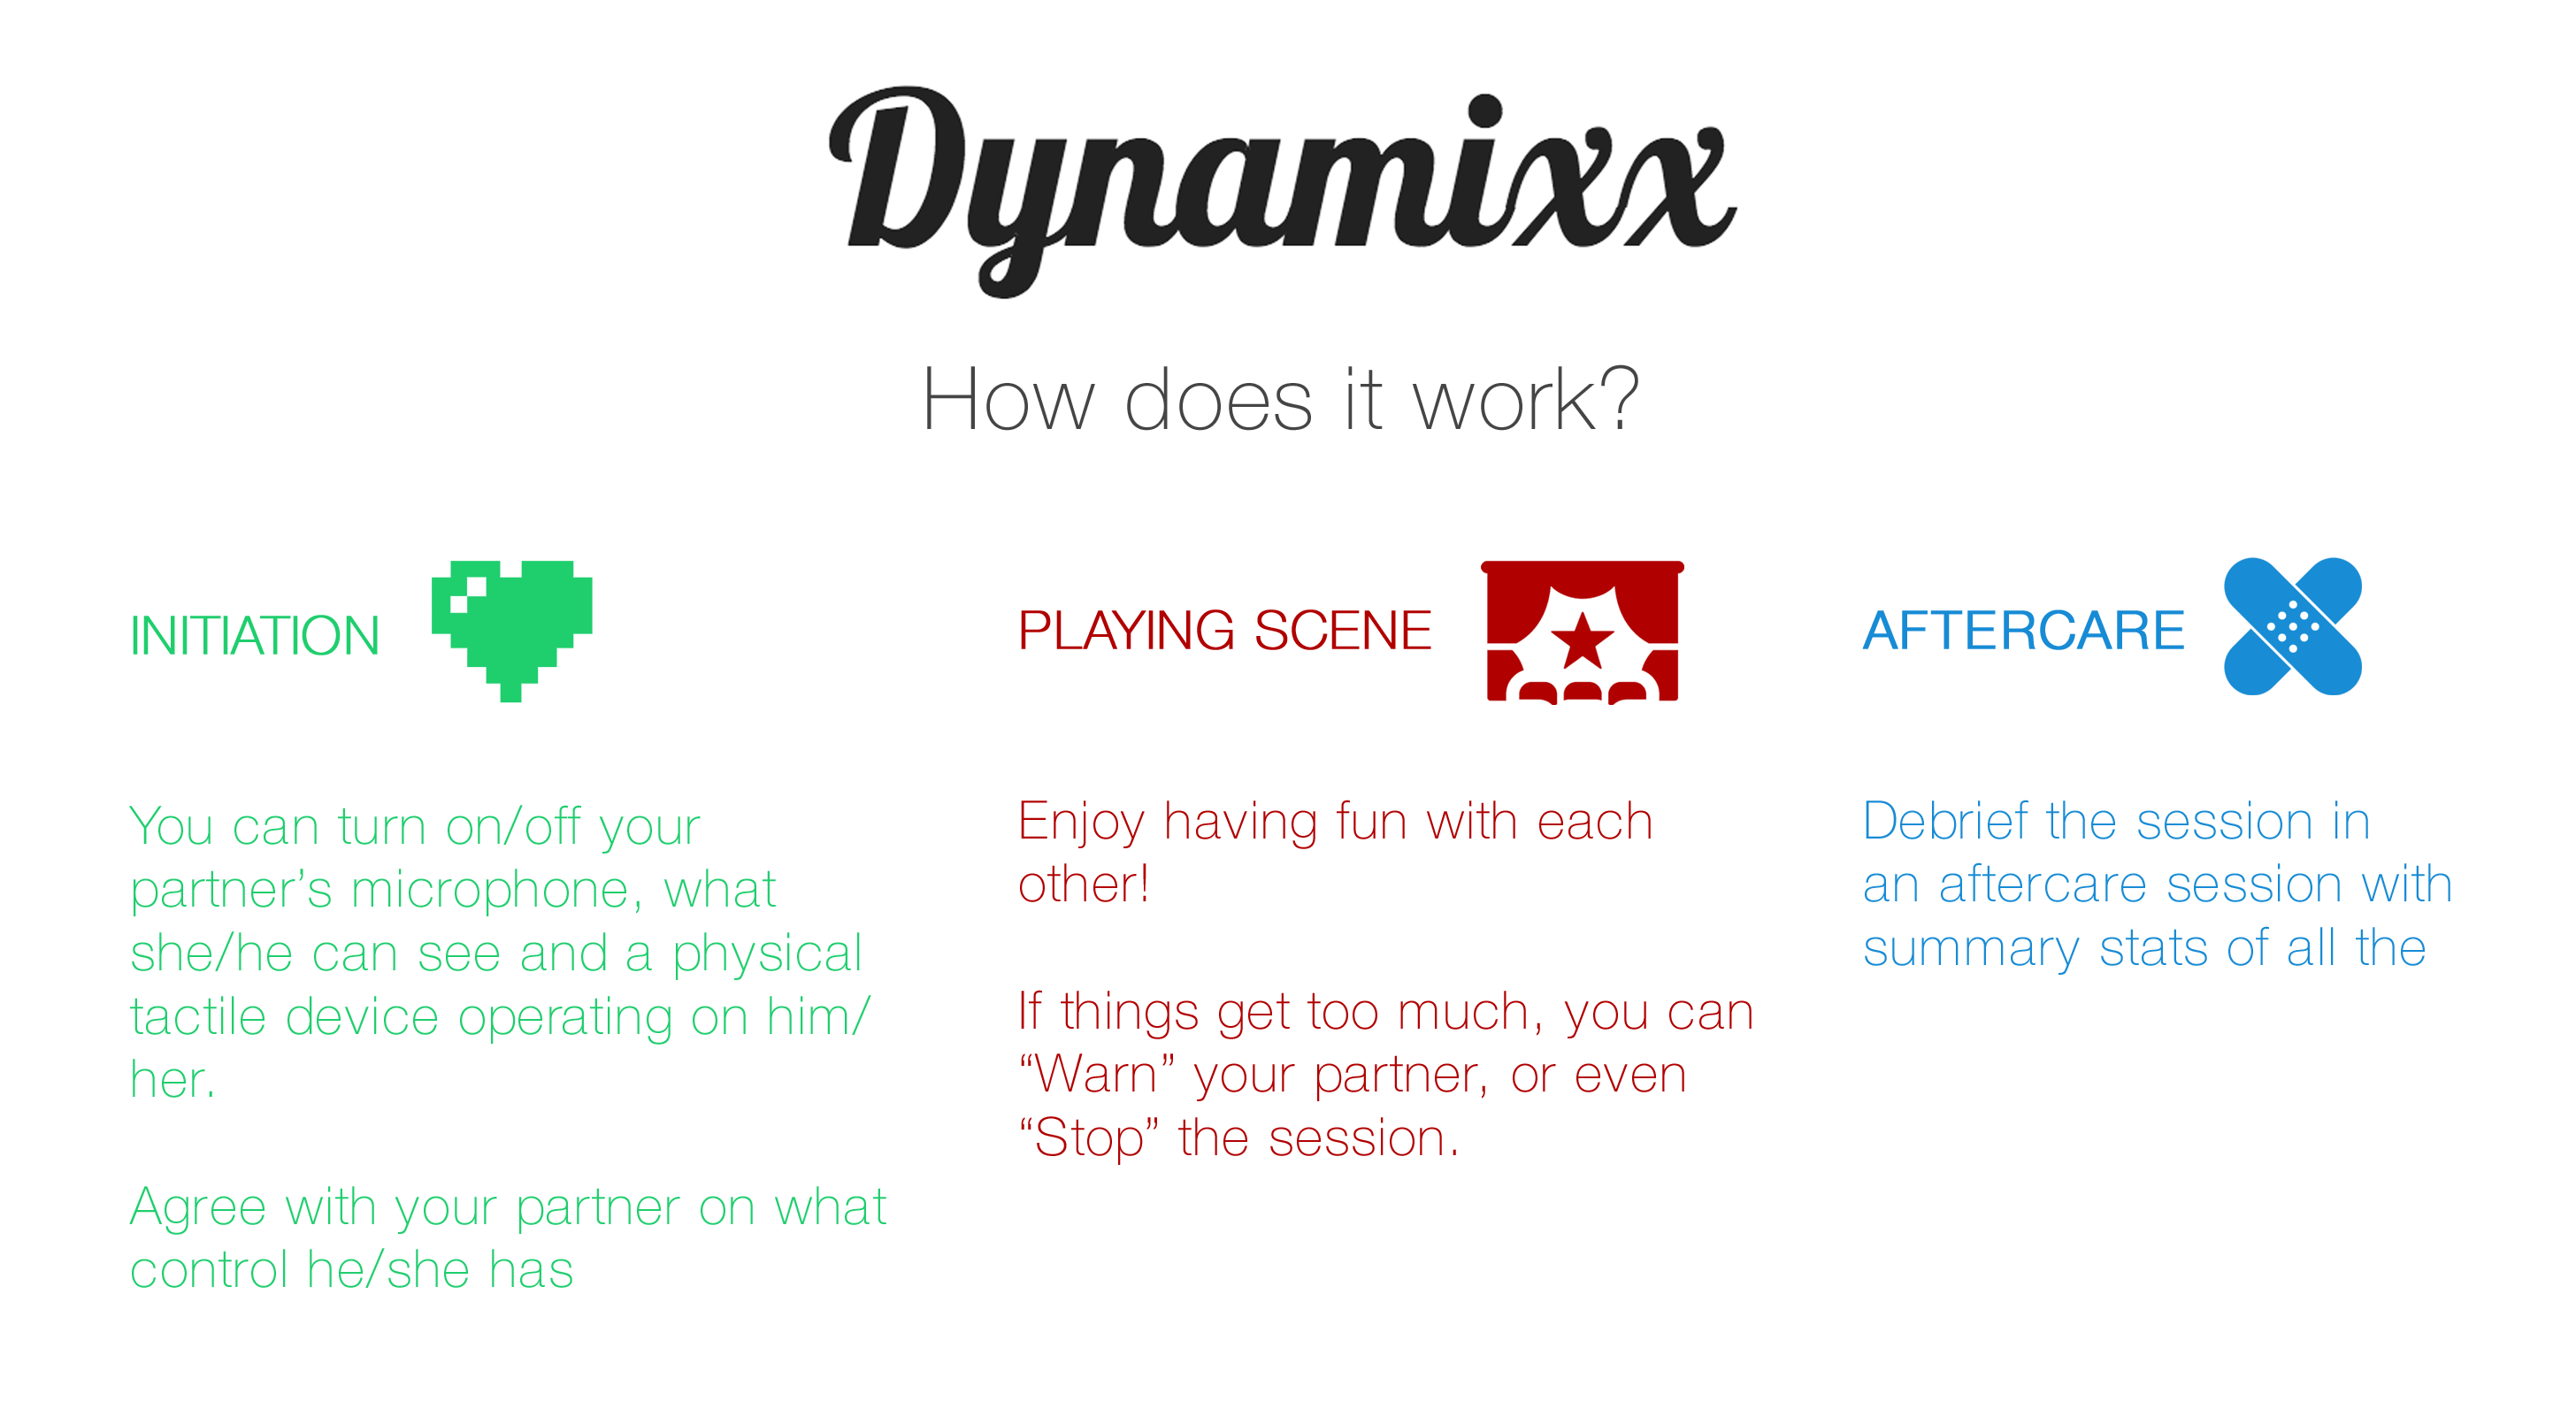 Dynamixx
How does it work?
INITIATION
You can turn on/off your
partner’s microphone, what
she/he can see and a physical
tactile device operating on him/
her.
Agree with your partner on what
control he/she has
PLAYING SCENE
Enjoy having fun with each
other!
If things get too much, you can
“Warn” your partner, or even
“Stop” the session.
AFTERCARE
Debrief the session in
an aftercare session with
summary stats of all the